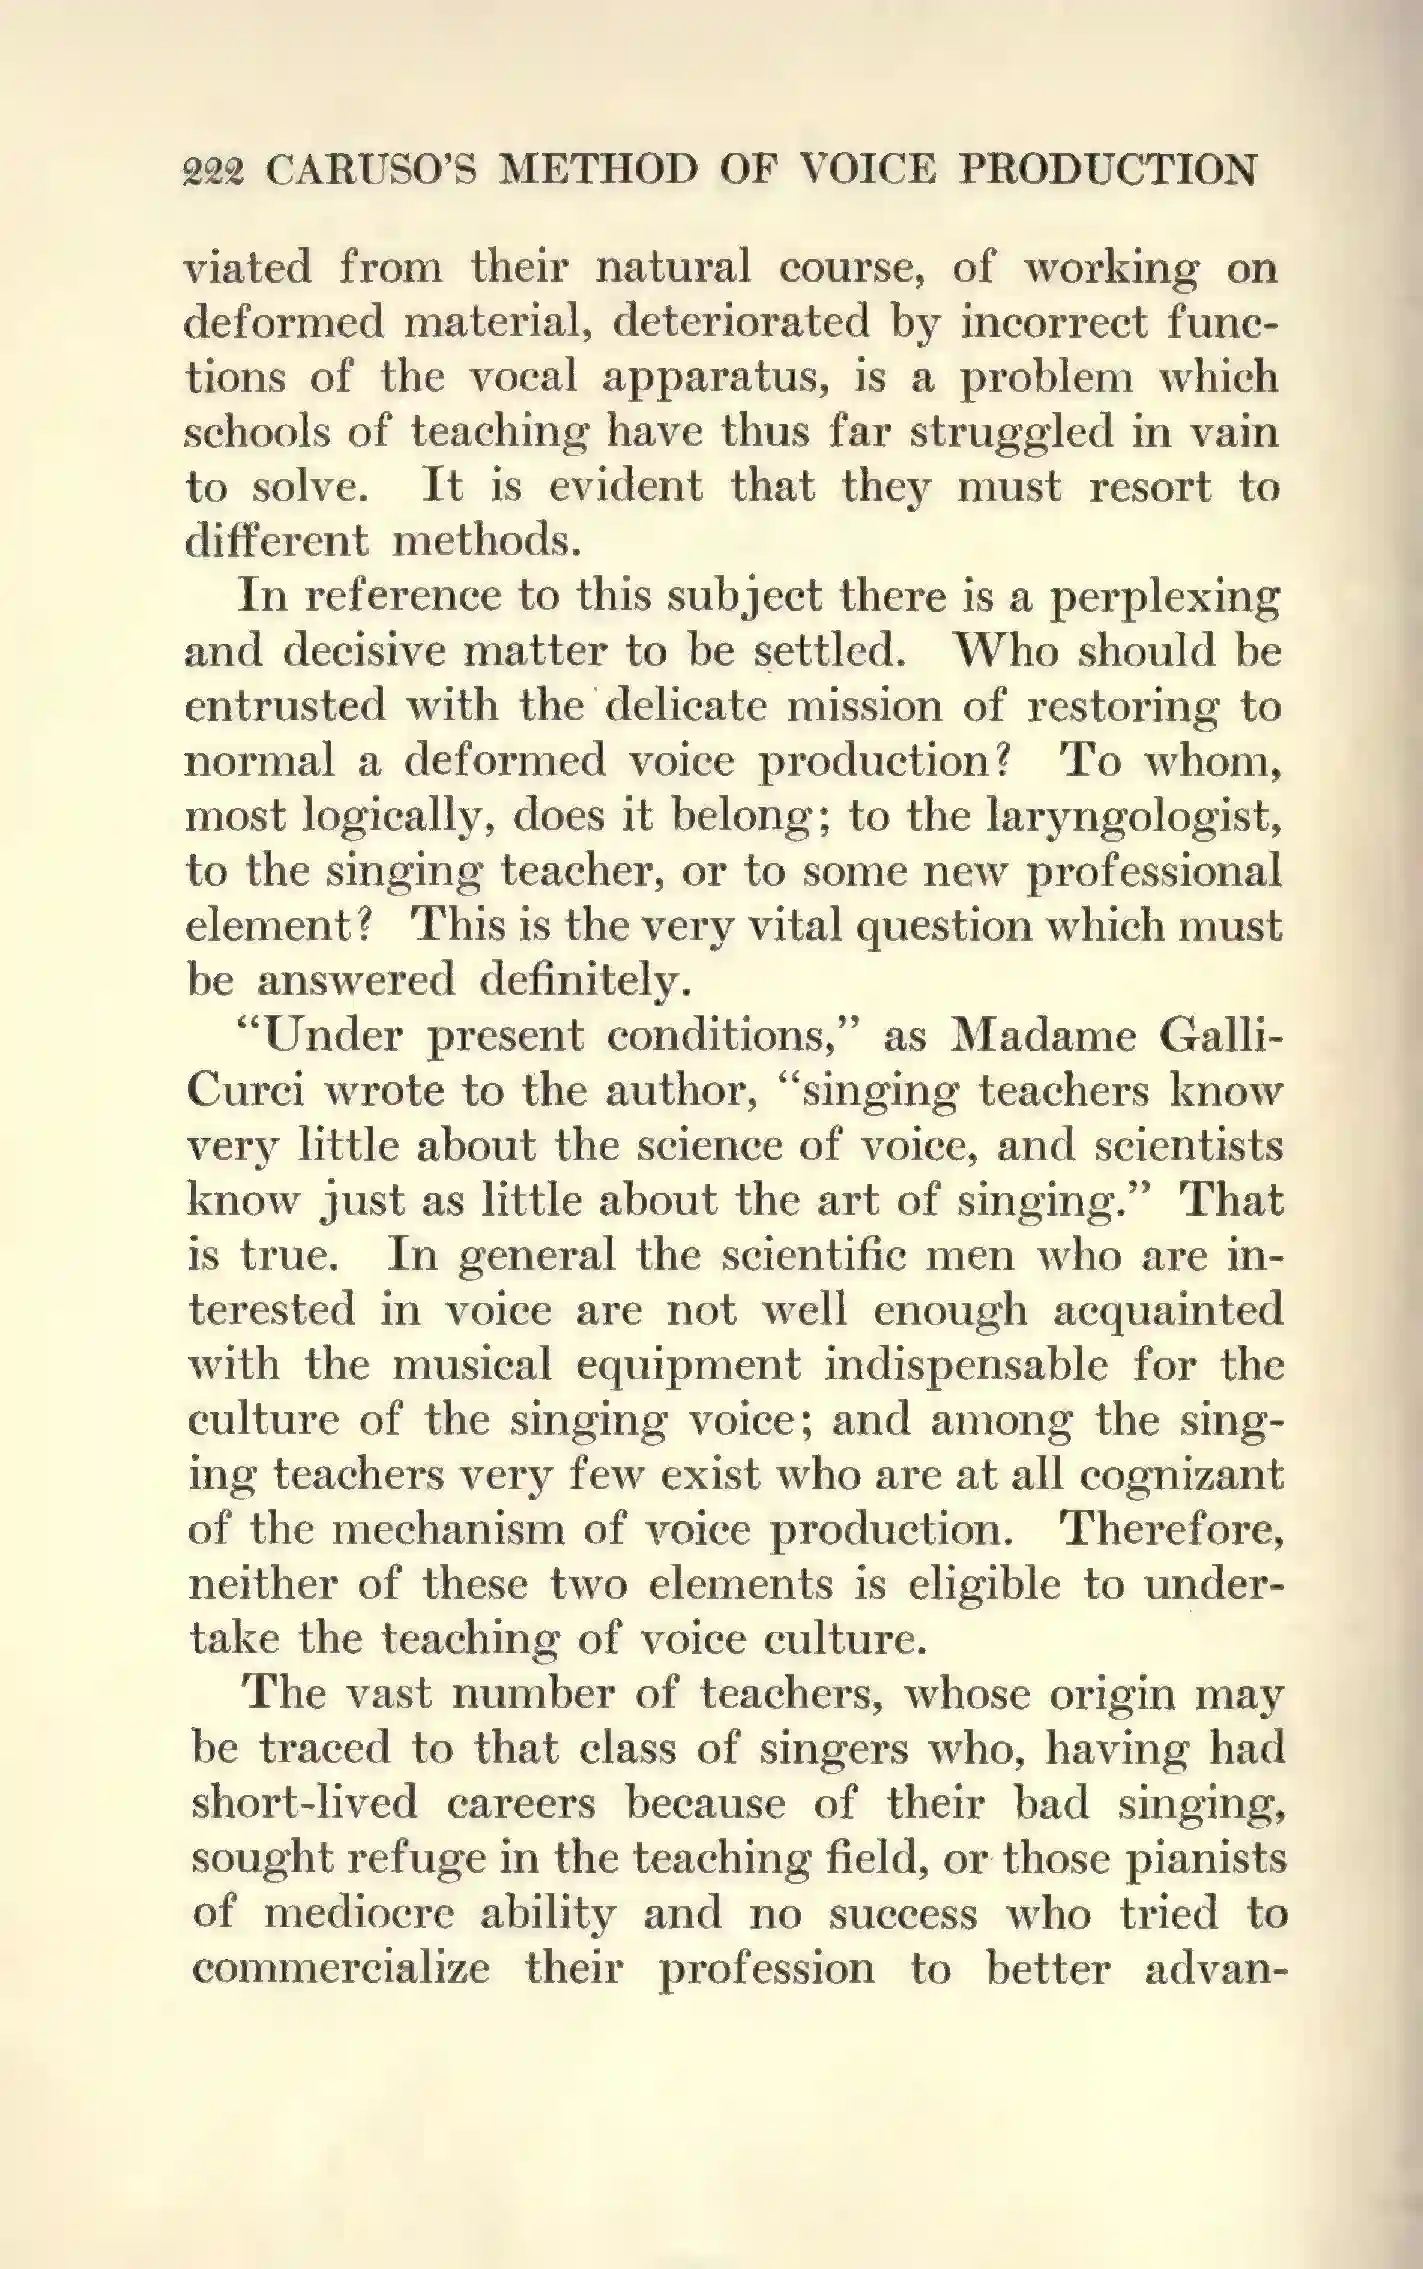 222 CARUSO'S METHOD OF VOICE PRODUCTION
viated from their natural course, of working on
deformed material, deteriorated by incorrect func-
tions of the vocal apparatus, is a problem which
schools of teaching have thus far struggled in vain
to solve. It is evident that they must resort to
different methods.
In reference to this subject there is a perplexing
and decisive matter to be settled. Who should be
entrusted with the delicate mission of restoring to
normal a deformed voice production? To whom,
most logically, does it belong; to the laryngologist,
to the singing teacher, or to some new professional
element? This is the very vital question which must
be answered definitely.
“Under present conditions,” as Madame Galli-
Curci wrote to the author, “singing teachers know
very little about the science of voice, and scientists
know just as little about the art of singing.” That
is true. In general the scientific men who are in-
terested in voice are not well enough acquainted
with the musical equipment indispensable for the
culture of the singing voice; and among the sing-
ing teachers very few exist who are at all cognizant
of the mechanism of voice production. Therefore,
neither of these two elements is eligible to under-
take the teaching of voice culture.
The vast number of teachers, whose origin may
be traced to that class of singers who, having had
short-lived careers because of their bad singing,
sought refuge in the teaching field, or those pianists
of mediocre ability and no success who tried to
commercialize their profession to better advan-